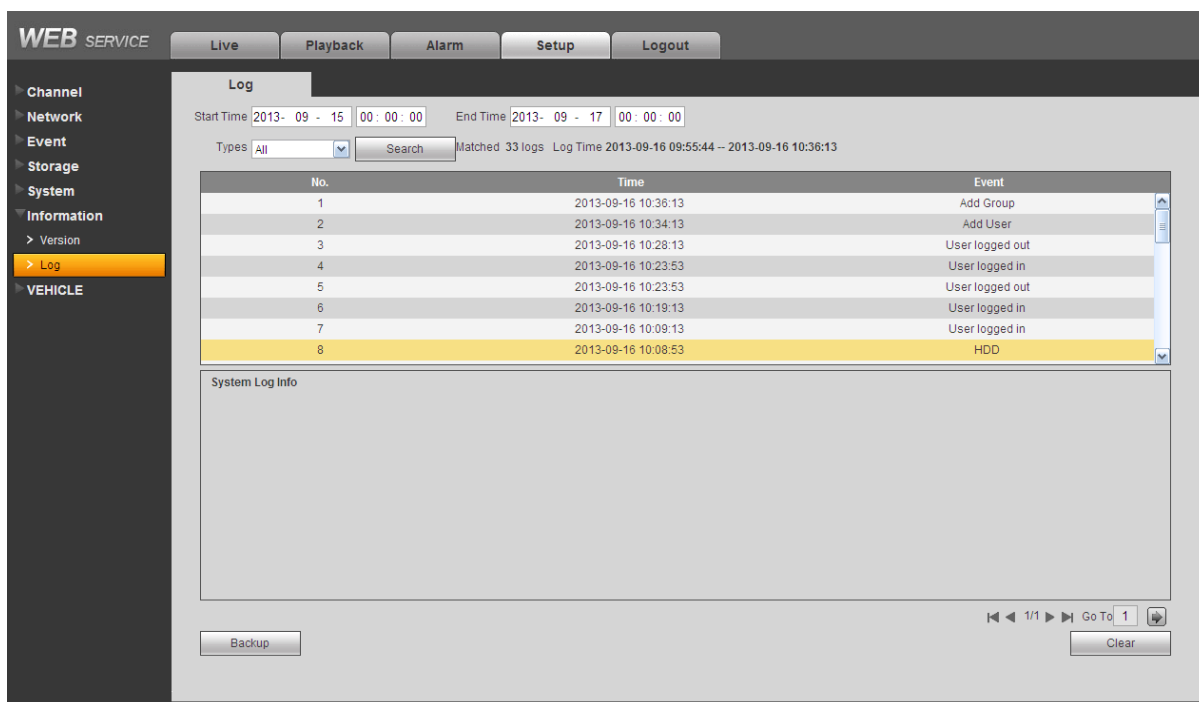 WEB SERVICE
Live Playback Alarm Setup Logout
Channel
Network
Event
Storage
System
Information
> Version
> Log
VEHICLE
Log
Start Time 2013- 09 - 15 00 : 00 : 00 End Time 2013- 09 - 17 00 : 00 : 00
Types All Search Matched 33 logs Log Time 2013-09-16 09:55:44 -- 2013-09-16 10:36:13
No. Time Event
1 2013-09-16 10:36:13 Add Group
2 2013-09-16 10:34:13 Add User
3 2013-09-16 10:28:13 User logged out
4 2013-09-16 10:23:53 User logged in
5 2013-09-16 10:23:53 User logged out
6 2013-09-16 10:19:13 User logged in
7 2013-09-16 10:09:13 User logged in
8 2013-09-16 10:08:53 HDD
System Log Info
1/1 Go To 1
Backup Clear